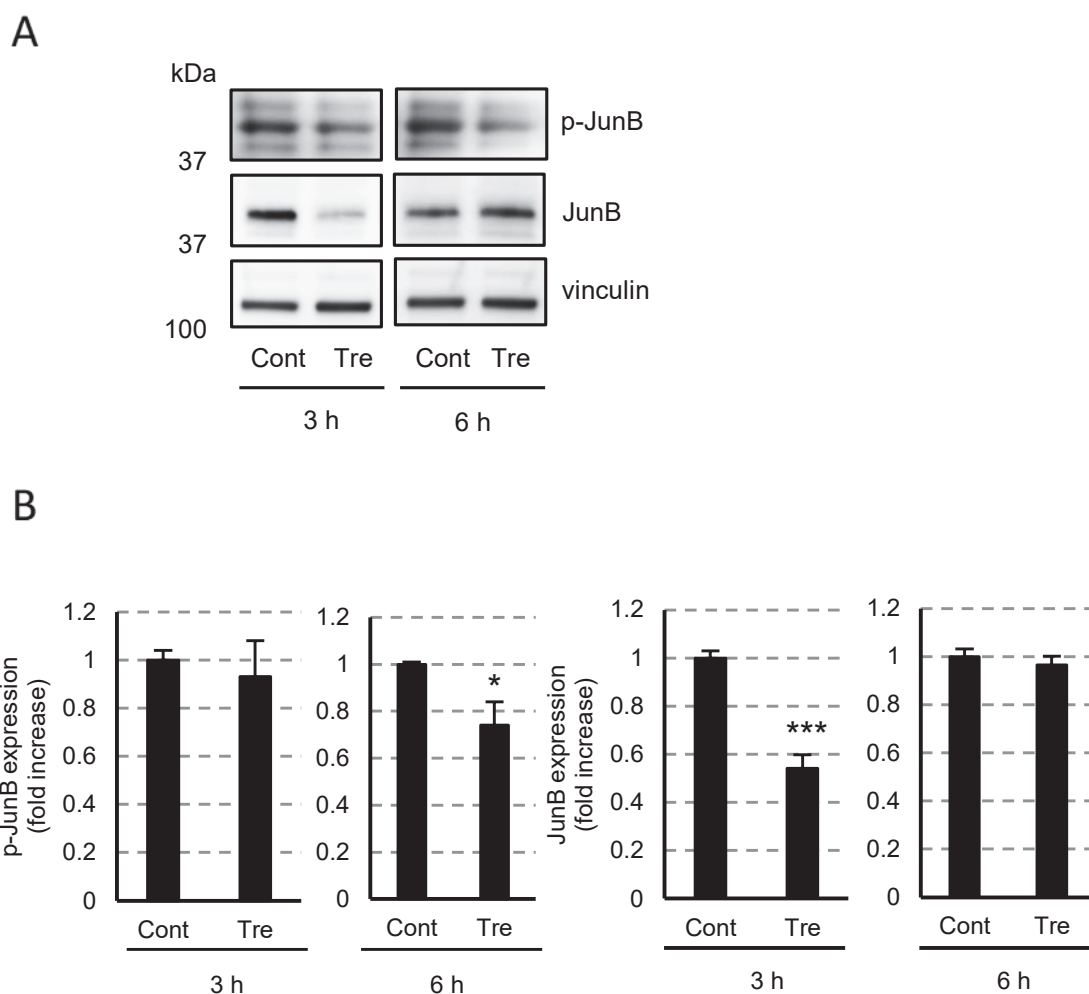 A
kDa
p-JunB
37
JunB
37
vinculin
100
Cont Tre Cont Tre
3 h 6 h
B
p-JunB expression
(fold increase)
1.2
1
0.8
0.6
0.4
0.2
0
Cont Tre
3 h
1.2
1
0.8
0.6
0.4
0.2
0
*
Cont Tre
6 h
JunB expression
(fold increase)
1.2
1
0.8
0.6
0.4
0.2
0
***
Cont Tre
3 h
1.2
1
0.8
0.6
0.4
0.2
0
Cont Tre
6 h